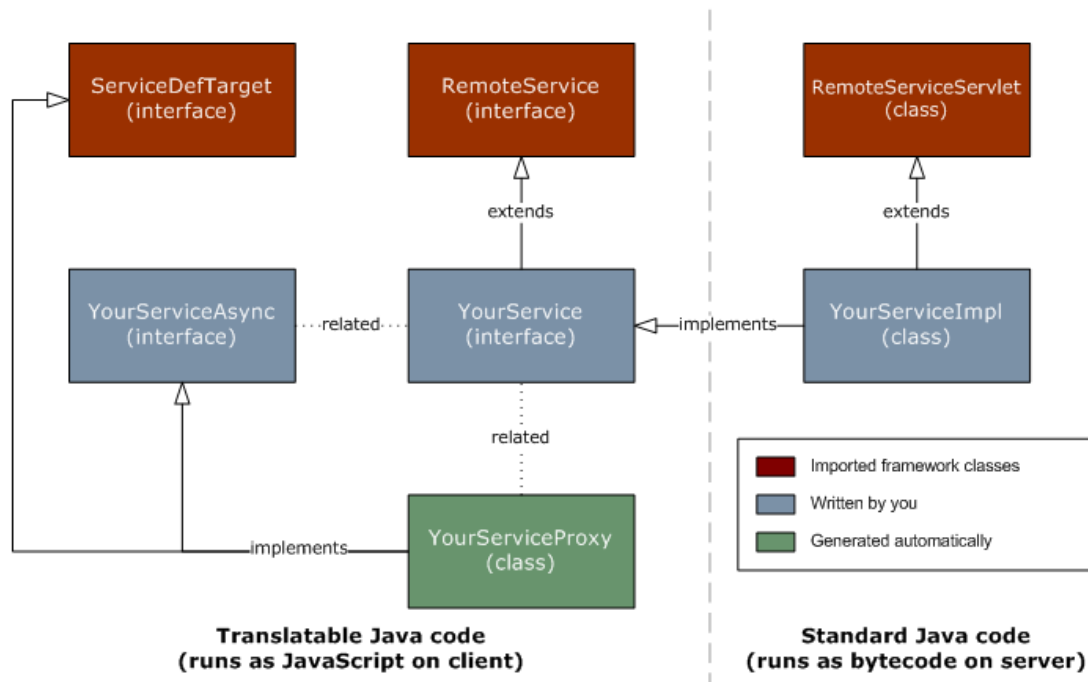 ServiceDefTarget
(interface)
RemoteService
(interface)
RemoteServiceServlet
(class)
extends
extends
YourServiceAsync
(interface)
related
YourService
(interface)
implements
YourServiceImpl
(class)
related
Imported framework classes
Written by you
Generated automatically
implements
YourServiceProxy
(class)
Translatable Java code
(runs as JavaScript on client)
Standard Java code
(runs as bytecode on server)